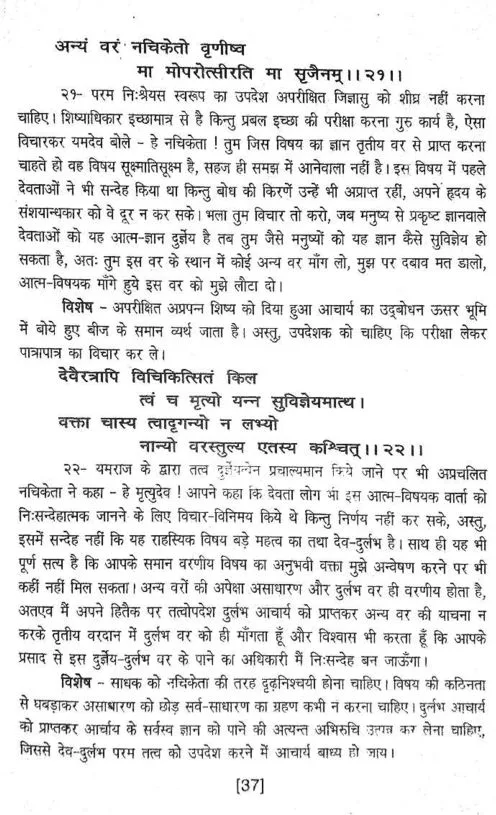 अन्यं वरं नचिकेतो वृणीष्व
मा मोपरोत्सीरति मा सृजैनम्।।२१।।
२१- परम निःश्रेयस स्वरूप का उपदेश अपरीक्षित जिज्ञासु को शीघ्र नहीं करना
चाहिए। शिष्याधिकार इच्छामात्र से है किन्तु प्रबल इच्छा की परीक्षा करना गुरु कार्य है, ऐसा
विचारकर यमदेव बोले - हे नचिकेता ! तुम जिस विषय का ज्ञान तृतीय वर से प्राप्त करना
चाहते हो वह विषय सूक्ष्मातिसूक्ष्म है, सहज ही समझ में आनेवाला नहीं है। इस विषय में पहले
देवताओं ने भी सन्देह किया था किन्तु बोध की किरणें उन्हें भी अप्राप्त रहीं, अपने हृदय के
संशयान्धकार को वे दूर न कर सके। भला तुम विचार तो करो, जब मनुष्य से प्रकृष्ट ज्ञानवाले
देवताओं को यह आत्म-ज्ञान दुर्ज्ञेय है तब तुम जैसे मनुष्यों को यह ज्ञान कैसे सुविज्ञेय हो
सकता है, अतः तुम इस वर के स्थान में कोई अन्य वर माँग लो, मुझ पर दबाव मत डालो,
आत्म-विषयक माँगे हुये इस वर को मुझे लौटा दो।
विशेष - अपरीक्षित अप्रपन्न शिष्य को दिया हुआ आचार्य का उद्‌बोधन ऊसर भूमि
में बोये हुए बीज के समान व्यर्थ जाता है। अस्तु, उपदेशक को चाहिए कि परीक्षा लेकर
पात्रापात्र का विचार कर ले।
देवैरत्रापि विचिकित्सितं किल
त्वं च मृत्यो यन्न सुविज्ञेयमात्थ।
वक्ता चास्य त्वादृगन्यो न लभ्यो
नान्यो वरस्तुल्य एतस्य कश्चित्।।२२।।
२२- यमराज के द्वारा तत्व दुर्ज्ञेयत्वेन प्रचाल्यमान किये जाने पर भी अप्रचलित
नचिकेता ने कहा - हे मृत्युदेव ! आपने कहा कि देवता लोग भी इस आत्म-विषयक वार्ता को
निःसन्देहात्मक जानने के लिए विचार-विनिमय किये थे किन्तु निर्णय नहीं कर सके, अस्तु,
इसमें सन्देह नहीं कि यह राहस्यिक विषय बड़े महत्व का तथा देव-दुर्लभ है। साथ ही यह भी
पूर्ण सत्य है कि आपके समान वरणीय विषय का अनुभवी वक्ता मुझे अन्वेषण करने पर भी
कहीं नहीं मिल सकता। अन्य वरों की अपेक्षा असाधारण और दुर्लभ वर ही वरणीय होता है,
अतएव मैं अपने हितैक पर तत्वोपदेश दुर्लभ आचार्य को प्राप्तकर अन्य वर की याचना न
करके तृतीय वरदान में दुर्लभ वर को ही माँगता हूँ और विश्वास भी करता हूँ कि आपके
प्रसाद से इस दुर्ज्ञेय-दुर्लभ वर के पाने का अधिकारी मैं निःसन्देह बन जाऊँगा।
विशेष - साधक को नचिकेता की तरह दृढ़निश्चयी होना चाहिए। विषय की कठिनता
से घबड़ाकर असाधारण को छोड़ सर्व-साधारण का ग्रहण कभी न करना चाहिए। दुर्लभ आचार्य
को प्राप्तकर आर्चाय के सर्वस्व ज्ञान को पाने की अत्यन्त अभिरुचि उत्पन्न कर लेना चाहिए,
जिससे देव-दुर्लभ परम तत्व को उपदेश करने में आचार्य बाध्य हो जाय।
[37]